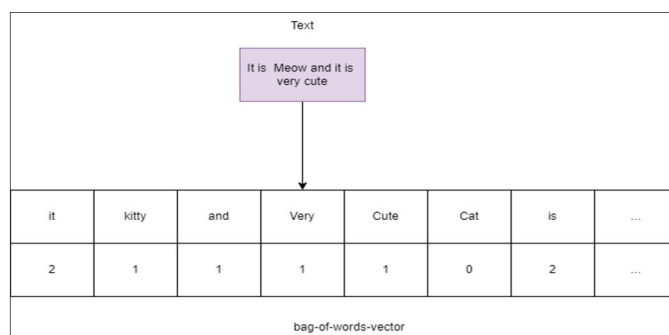 Text
It is Meow and it is
very cute
it kitty and Very Cute Cat is ...
2 1 1 1 1 0 2 ...
bag-of-words-vector